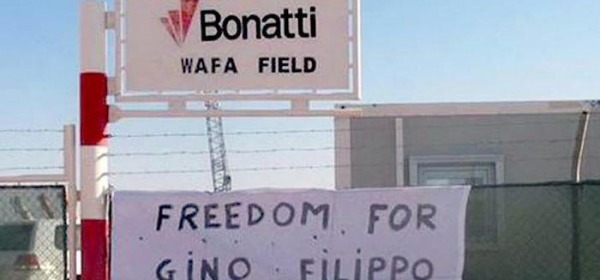 Bonatti
WAFA FIELD
FREEDOM FOR
GINO FILIPPO